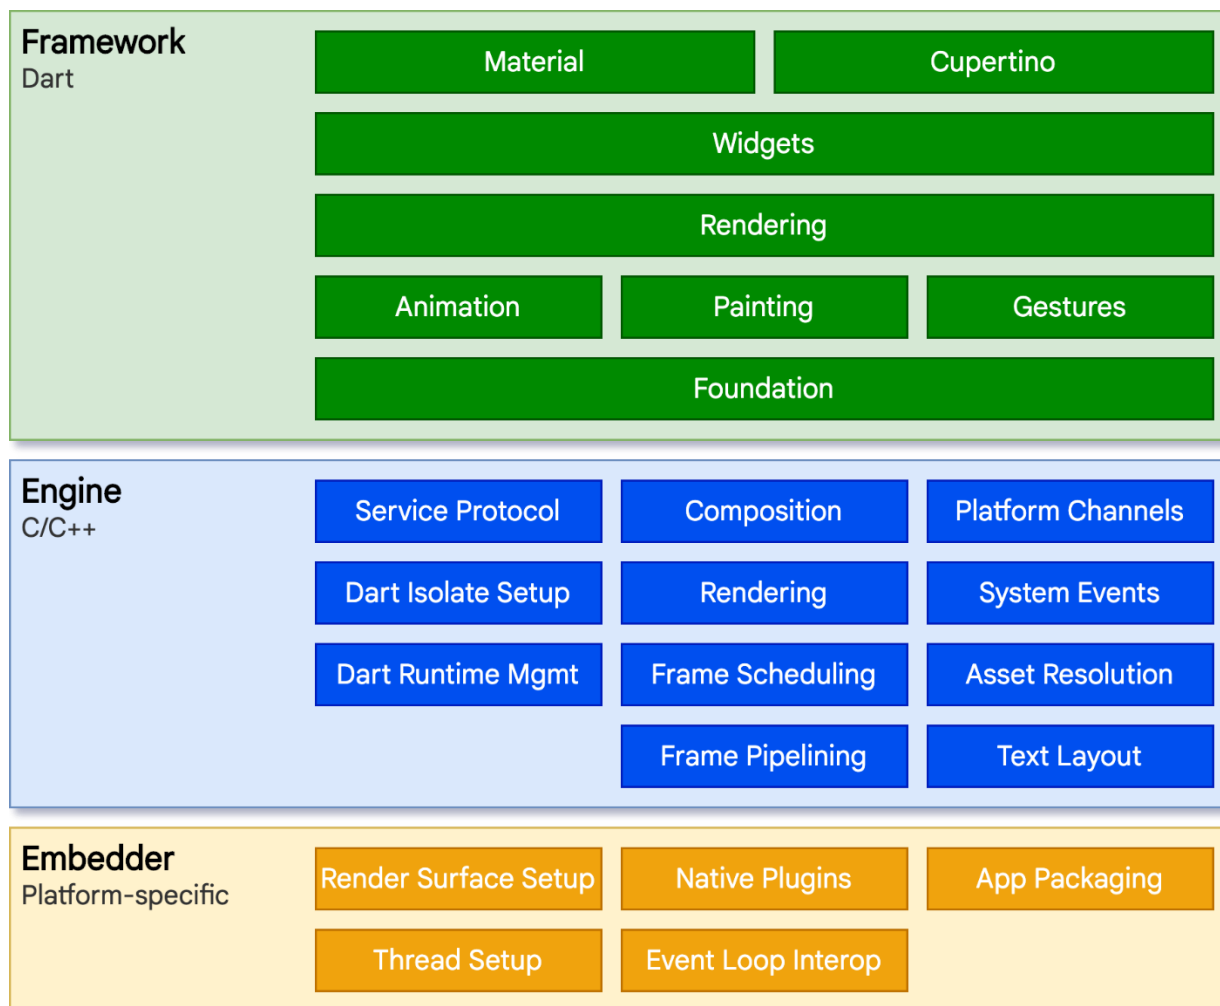 Framework
Dart
Material
Cupertino
Widgets
Rendering
Animation
Painting
Gestures
Foundation
Engine
C/C++
Service Protocol
Composition
Platform Channels
Dart Isolate Setup
Rendering
System Events
Dart Runtime Mgmt
Frame Scheduling
Asset Resolution
Frame Pipelining
Text Layout
Embedder
Platform-specific
Render Surface Setup
Native Plugins
App Packaging
Thread Setup
Event Loop Interop